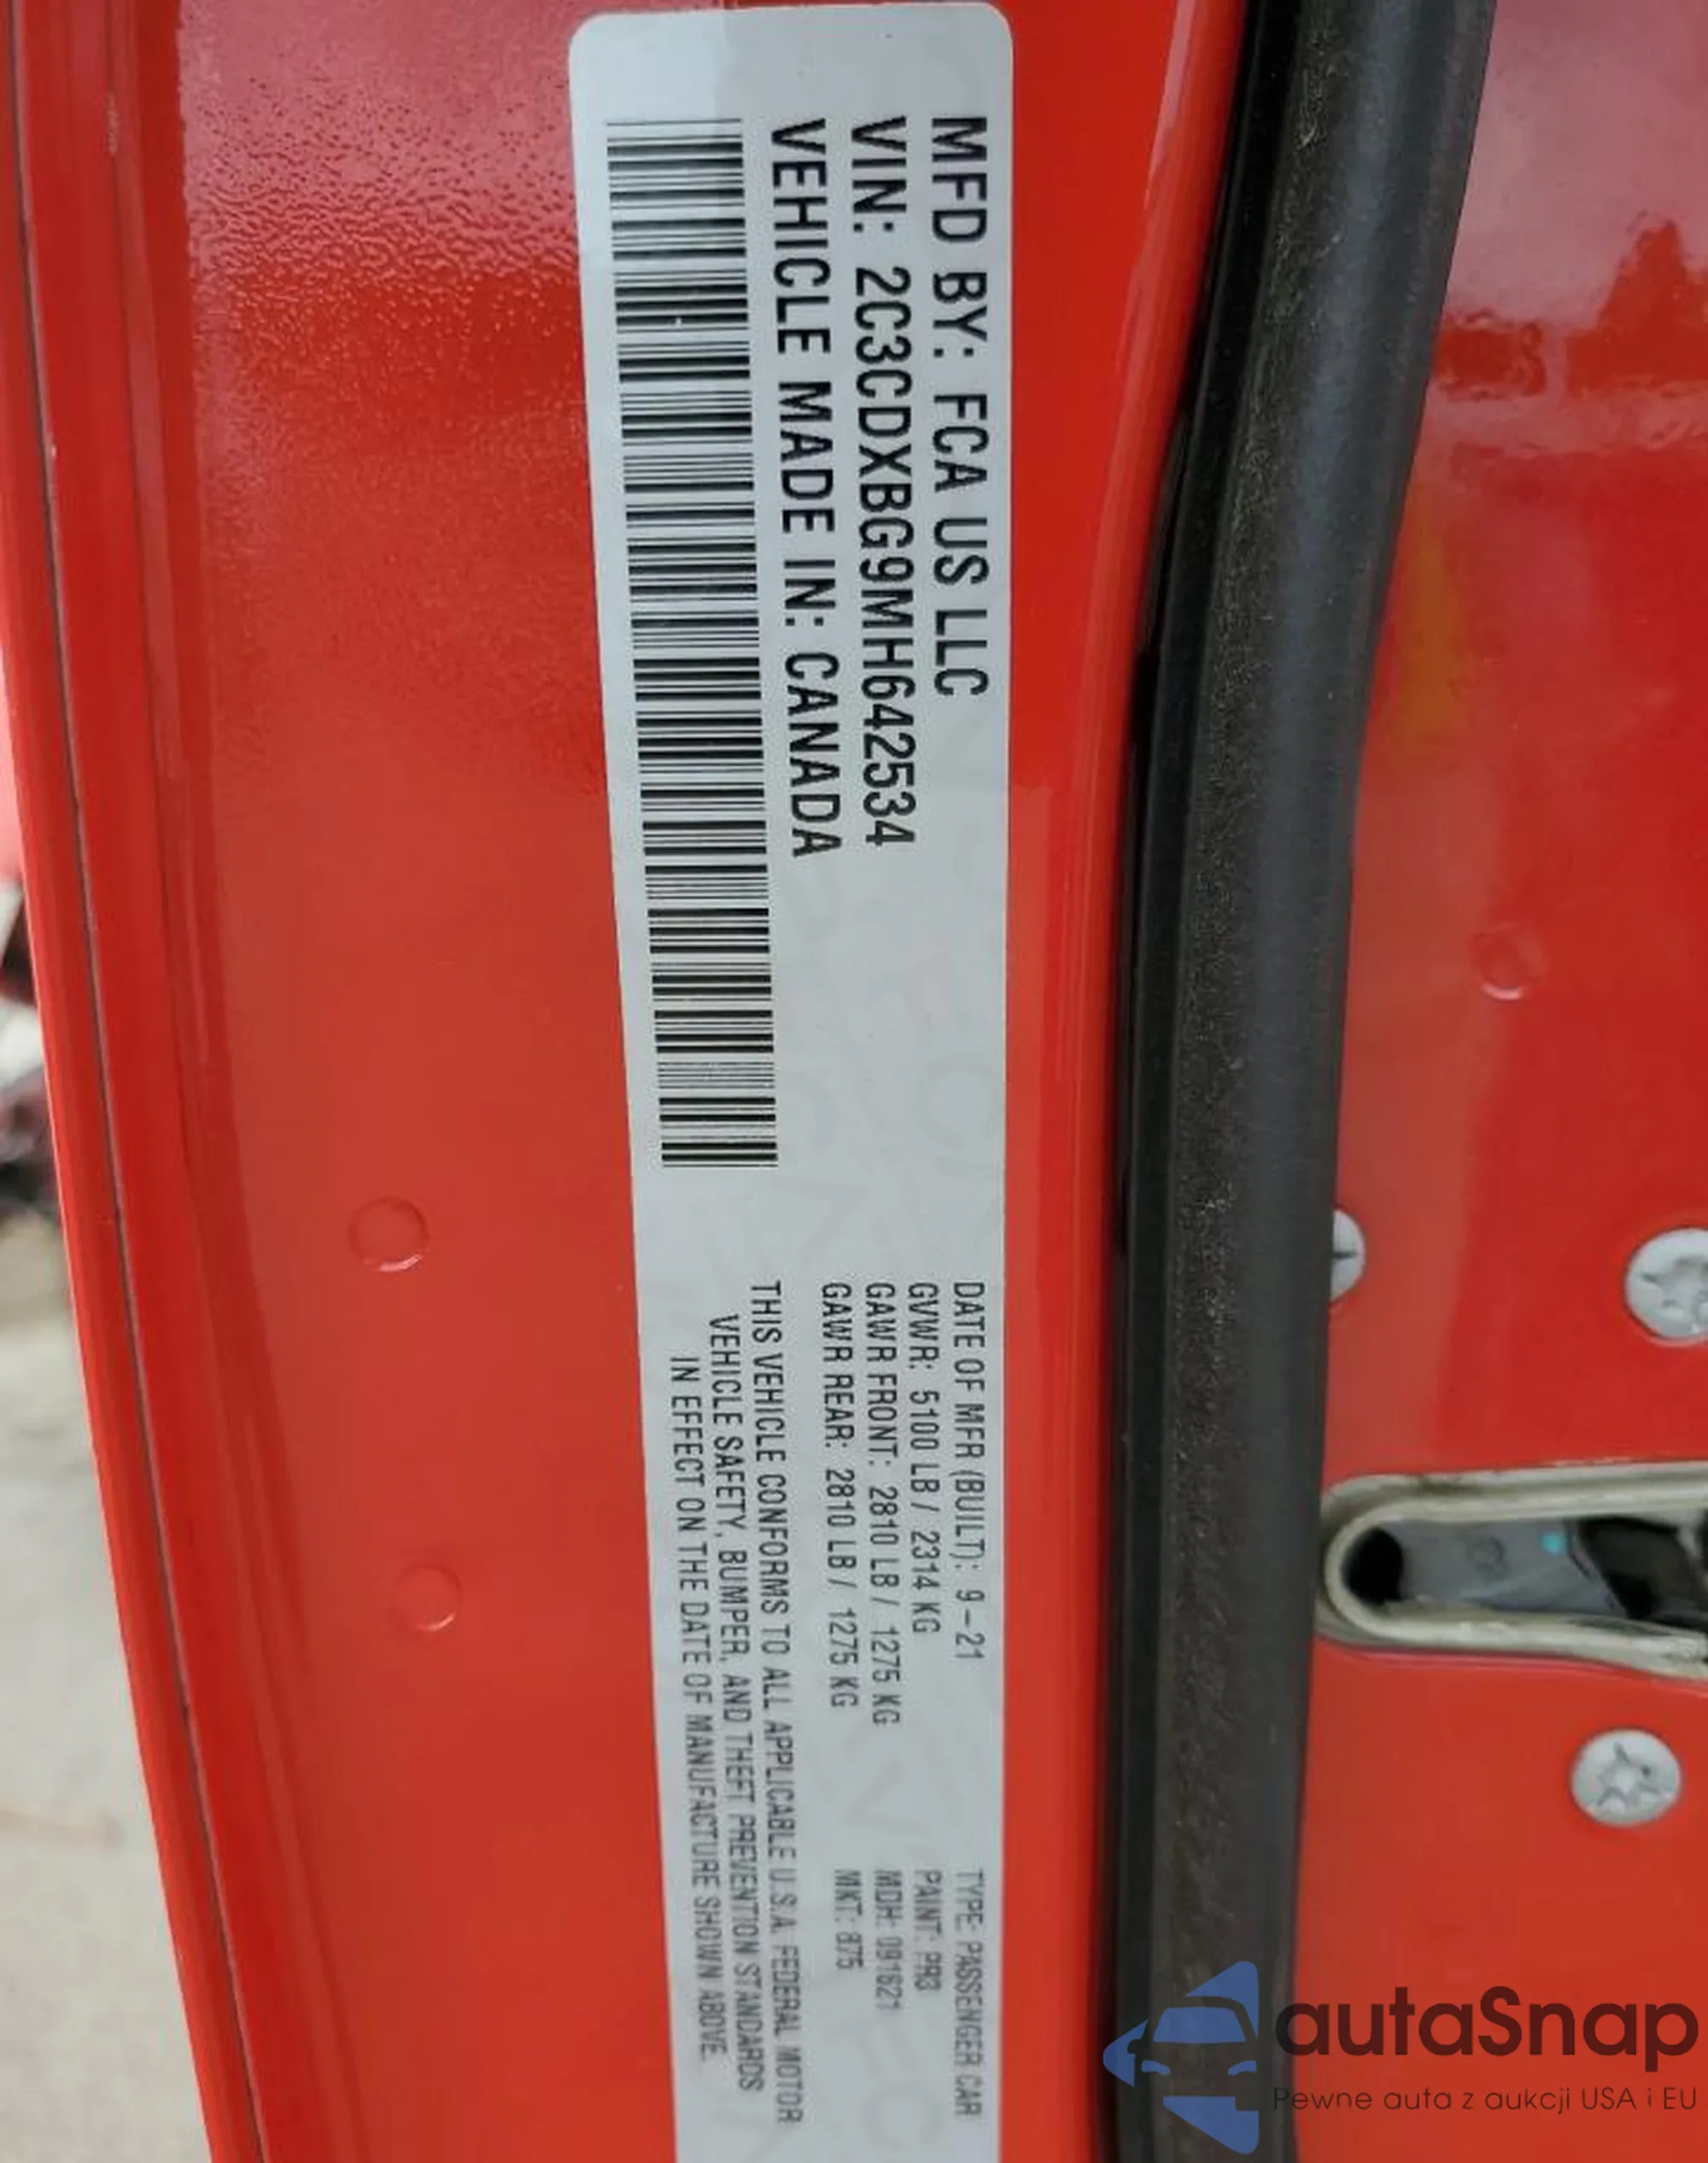 MFD BY: FCA US LLC
VIN: 2C3CDXBG9MH642534
VEHICLE MADE IN: CANADA
DATE OF MFR (BUILT): 9-21
GVWR: 5100 LB / 2314 KG
GAWR FRONT: 2810 LB / 1275 KG
GAWR REAR: 2810 LB / 1275 KG
TYPE: PASSENGER CAR
PAINT: PR3
MDH: 091621
MKT: 875
THIS VEHICLE CONFORMS TO ALL APPLICABLE U.S.A. FEDERAL MOTOR
VEHICLE SAFETY, BUMPER, AND THEFT PREVENTION STANDARDS
IN EFFECT ON THE DATE OF MANUFACTURE SHOWN ABOVE.
autaSnap
Pewne auta z aukcji USA i EU